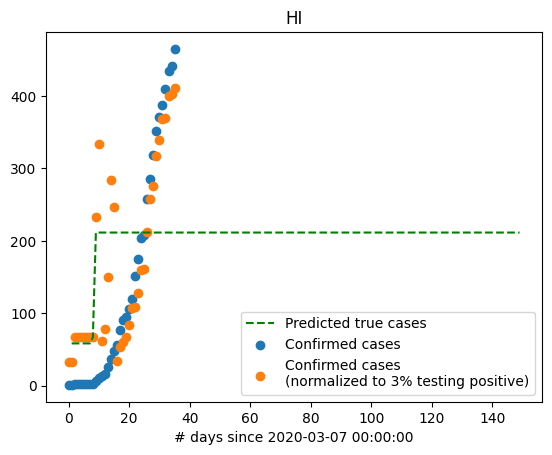 HI
400
300
200
100
0
Predicted true cases
Confirmed cases
Confirmed cases
(normalized to 3% testing positive)
0 20 40 60 80 100 120 140
# days since 2020-03-07 00:00:00